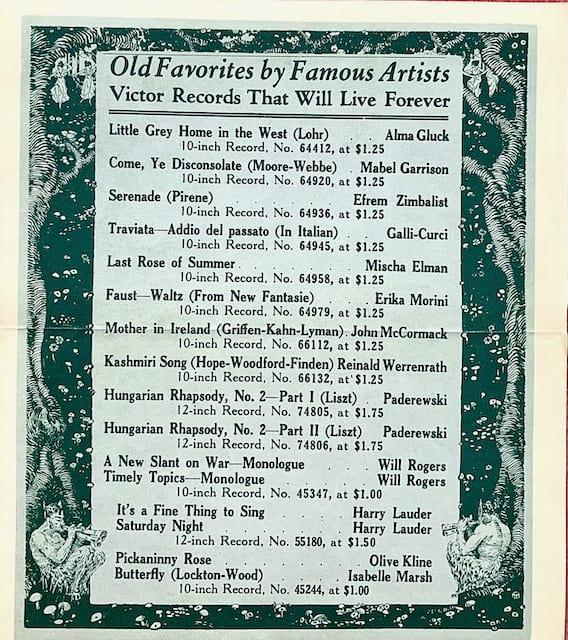 Old Favorites by Famous Artists
Victor Records That Will Live Forever
Little Grey Home in the West (Lohr) . . Alma Gluck
10-inch Record, No. 64412, at $1.25
Come, Ye Disconsolate (Moore-Webbe) . Mabel Garrison
10-inch Record, No. 64920, at $1.25
Serenade (Pirene) . . . . . Efrem Zimbalist
10-inch Record, No. 64936, at $1.25
Traviata—Addio del passato (In Italian) . Galli-Curci
10-inch Record, No. 64945, at $1.25
Last Rose of Summer . . . . . Mischa Elman
10-inch Record, No. 64958, at $1.25
Faust—Waltz (From New Fantasie) . . Erika Morini
10-inch Record, No. 64979, at $1.25
Mother in Ireland (Griffen-Kahn-Lyman) . John McCormack
10-inch Record, No. 66112, at $1.25
Kashmiri Song (Hope-Woodford-Finden) Reinald Werrenrath
10-inch Record, No. 66132, at $1.25
Hungarian Rhapsody, No. 2—Part I (Liszt) . Paderewski
12-inch Record, No. 74805, at $1.75
Hungarian Rhapsody, No. 2—Part II (Liszt) Paderewski
12-inch Record, No. 74806, at $1.75
A New Slant on War—Monologue . . Will Rogers
Timely Topics—Monologue . . . . Will Rogers
10-inch Record, No. 45347, at $1.00
It's a Fine Thing to Sing . . . Harry Lauder
Saturday Night . . . . . Harry Lauder
12-inch Record, No. 55180, at $1.50
Pickaninny Rose . . . . . Olive Kline
Butterfly (Lockton-Wood) . . . Isabelle Marsh
10-inch Record, No. 45244, at $1.00